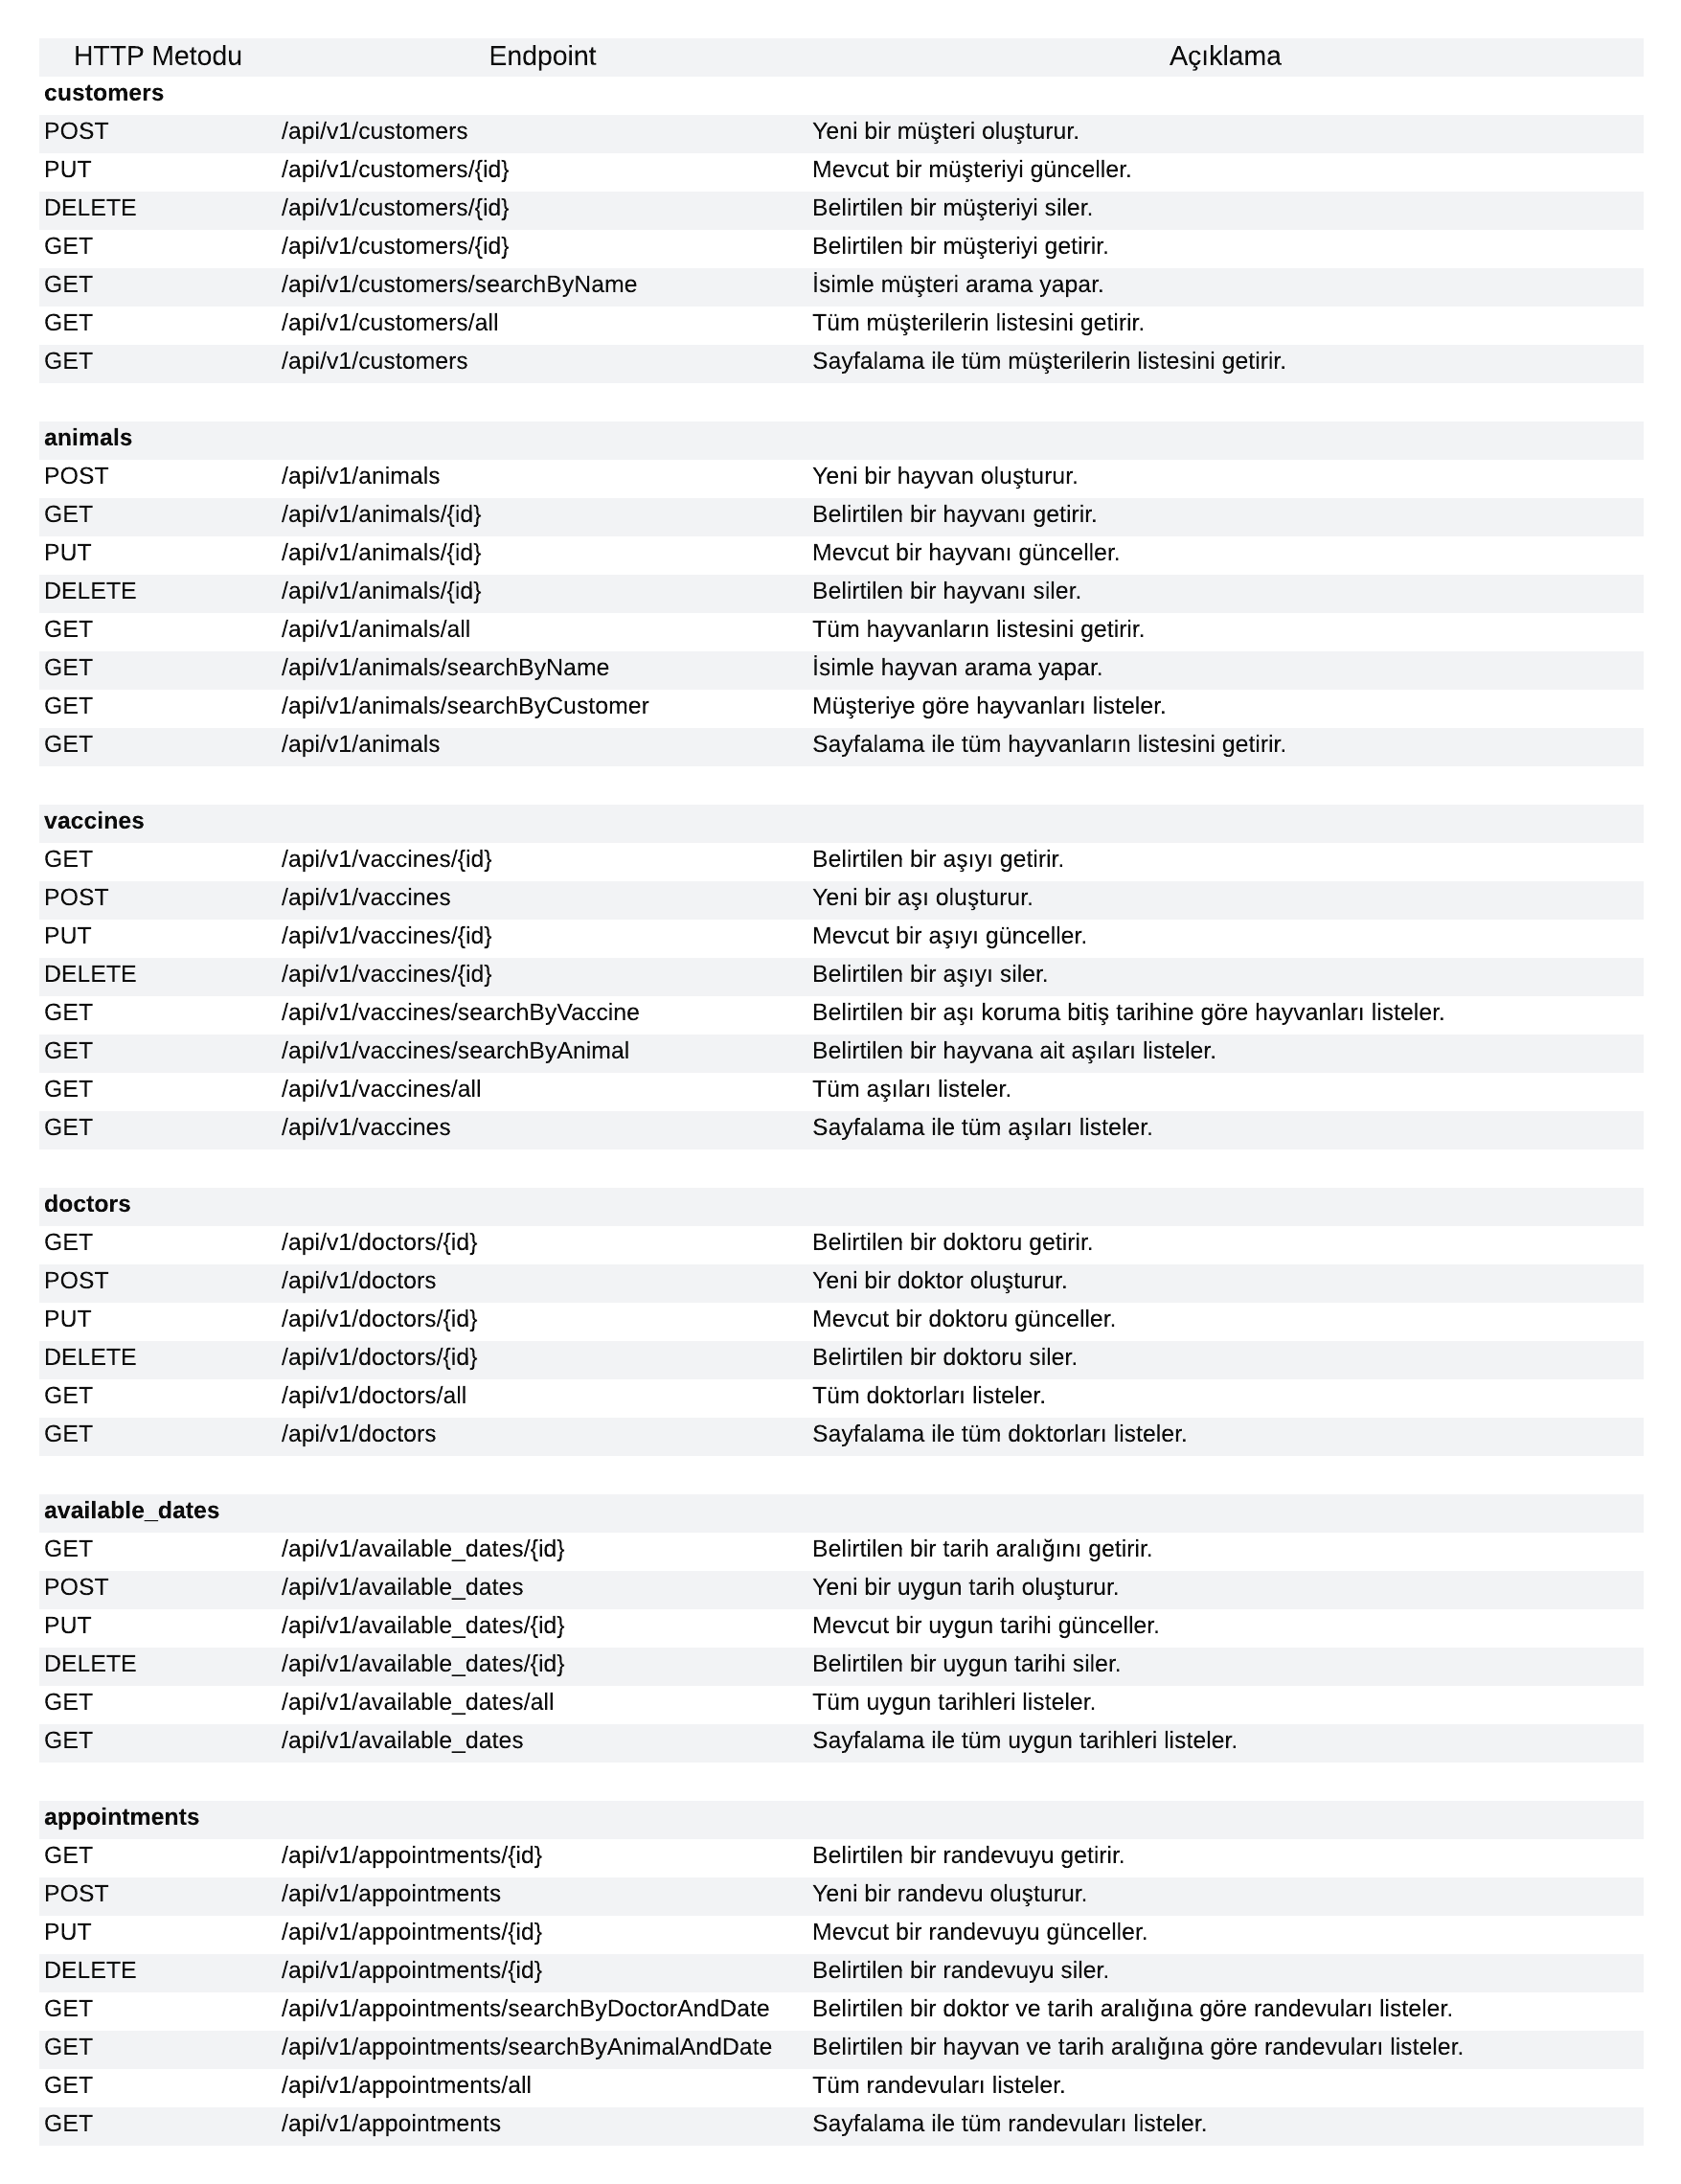 HTTP Metodu Endpoint Açıklama
customers
POST /api/v1/customers Yeni bir müşteri oluşturur.
PUT /api/v1/customers/{id} Mevcut bir müşteriyi günceller.
DELETE /api/v1/customers/{id} Belirtilen bir müşteriyi siler.
GET /api/v1/customers/{id} Belirtilen bir müşteriyi getirir.
GET /api/v1/customers/searchByName İsimle müşteri arama yapar.
GET /api/v1/customers/all Tüm müşterilerin listesini getirir.
GET /api/v1/customers Sayfalama ile tüm müşterilerin listesini getirir.
animals
POST /api/v1/animals Yeni bir hayvan oluşturur.
GET /api/v1/animals/{id} Belirtilen bir hayvanı getirir.
PUT /api/v1/animals/{id} Mevcut bir hayvanı günceller.
DELETE /api/v1/animals/{id} Belirtilen bir hayvanı siler.
GET /api/v1/animals/all Tüm hayvanların listesini getirir.
GET /api/v1/animals/searchByName İsimle hayvan arama yapar.
GET /api/v1/animals/searchByCustomer Müşteriye göre hayvanları listeler.
GET /api/v1/animals Sayfalama ile tüm hayvanların listesini getirir.
vaccines
GET /api/v1/vaccines/{id} Belirtilen bir aşıyı getirir.
POST /api/v1/vaccines Yeni bir aşı oluşturur.
PUT /api/v1/vaccines/{id} Mevcut bir aşıyı günceller.
DELETE /api/v1/vaccines/{id} Belirtilen bir aşıyı siler.
GET /api/v1/vaccines/searchByVaccine Belirtilen bir aşı koruma bitiş tarihine göre hayvanları listeler.
GET /api/v1/vaccines/searchByAnimal Belirtilen bir hayvana ait aşıları listeler.
GET /api/v1/vaccines/all Tüm aşıları listeler.
GET /api/v1/vaccines Sayfalama ile tüm aşıları listeler.
doctors
GET /api/v1/doctors/{id} Belirtilen bir doktoru getirir.
POST /api/v1/doctors Yeni bir doktor oluşturur.
PUT /api/v1/doctors/{id} Mevcut bir doktoru günceller.
DELETE /api/v1/doctors/{id} Belirtilen bir doktoru siler.
GET /api/v1/doctors/all Tüm doktorları listeler.
GET /api/v1/doctors Sayfalama ile tüm doktorları listeler.
available_dates
GET /api/v1/available_dates/{id} Belirtilen bir tarih aralığını getirir.
POST /api/v1/available_dates Yeni bir uygun tarih oluşturur.
PUT /api/v1/available_dates/{id} Mevcut bir uygun tarihi günceller.
DELETE /api/v1/available_dates/{id} Belirtilen bir uygun tarihi siler.
GET /api/v1/available_dates/all Tüm uygun tarihleri listeler.
GET /api/v1/available_dates Sayfalama ile tüm uygun tarihleri listeler.
appointments
GET /api/v1/appointments/{id} Belirtilen bir randevuyu getirir.
POST /api/v1/appointments Yeni bir randevu oluşturur.
PUT /api/v1/appointments/{id} Mevcut bir randevuyu günceller.
DELETE /api/v1/appointments/{id} Belirtilen bir randevuyu siler.
GET /api/v1/appointments/searchByDoctorAndDate Belirtilen bir doktor ve tarih aralığına göre randevuları listeler.
GET /api/v1/appointments/searchByAnimalAndDate Belirtilen bir hayvan ve tarih aralığına göre randevuları listeler.
GET /api/v1/appointments/all Tüm randevuları listeler.
GET /api/v1/appointments Sayfalama ile tüm randevuları listeler.